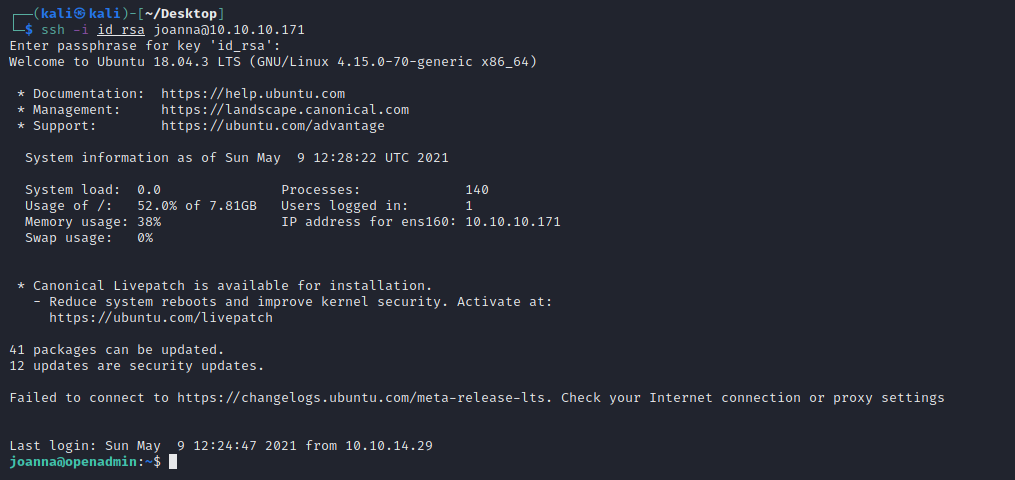 ┌──(kali㉿kali)-[~/Desktop]
└─$ ssh -i id_rsa joanna@10.10.10.171
Enter passphrase for key 'id_rsa':
Welcome to Ubuntu 18.04.3 LTS (GNU/Linux 4.15.0-70-generic x86_64)
* Documentation:  https://help.ubuntu.com
* Management:     https://landscape.canonical.com
* Support:        https://ubuntu.com/advantage
System information as of Sun May  9 12:28:22 UTC 2021
System load:  0.0               Processes:             140
Usage of /:   52.0% of 7.81GB   Users logged in:       1
Memory usage: 38%               IP address for ens160: 10.10.10.171
Swap usage:   0%
* Canonical Livepatch is available for installation.
- Reduce system reboots and improve kernel security. Activate at:
https://ubuntu.com/livepatch
41 packages can be updated.
12 updates are security updates.
Failed to connect to https://changelogs.ubuntu.com/meta-release-lts. Check your Internet connection or proxy settings
Last login: Sun May  9 12:24:47 2021 from 10.10.14.29
joanna@openadmin:~$